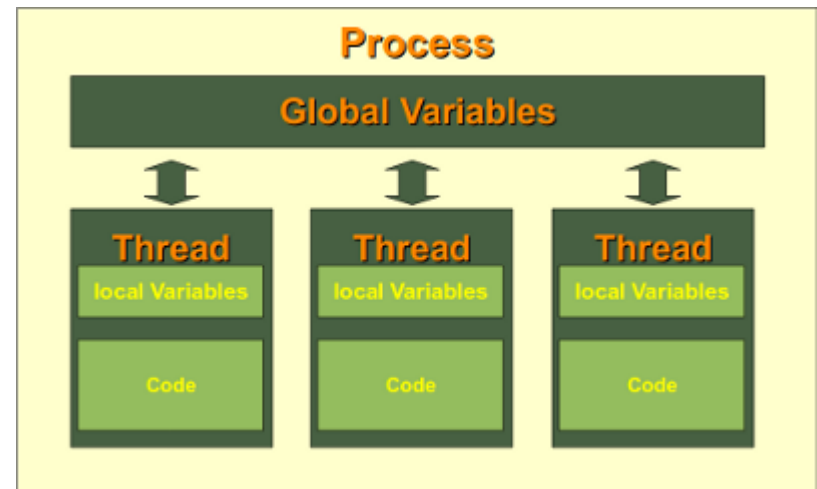 Process
Global Variables
Thread
Thread
Thread
local Variables
local Variables
local Variables
Code
Code
Code